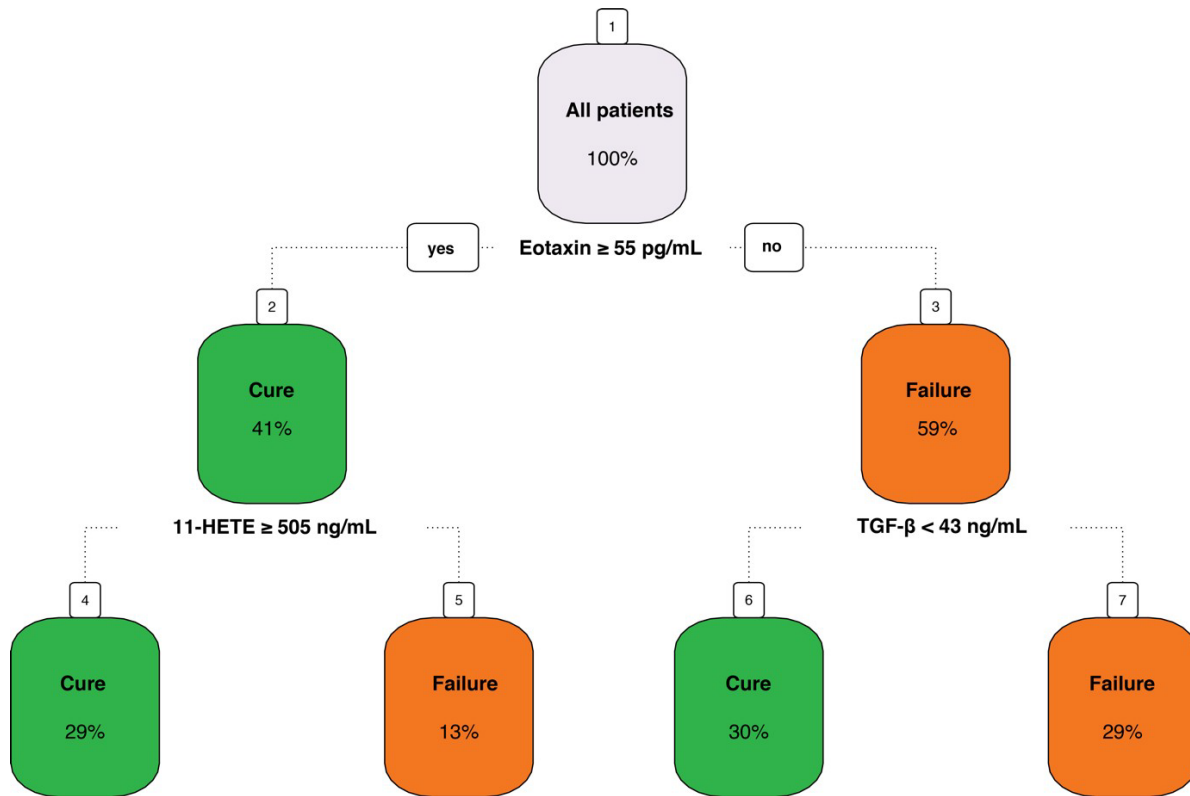 1
All patients
100%
yes
Eotaxin ≥ 55 pg/mL
no
2
3
Cure
41%
Failure
59%
11-HETE ≥ 505 ng/mL
TGF-β < 43 ng/mL
4
5
6
7
Cure
29%
Failure
13%
Cure
30%
Failure
29%